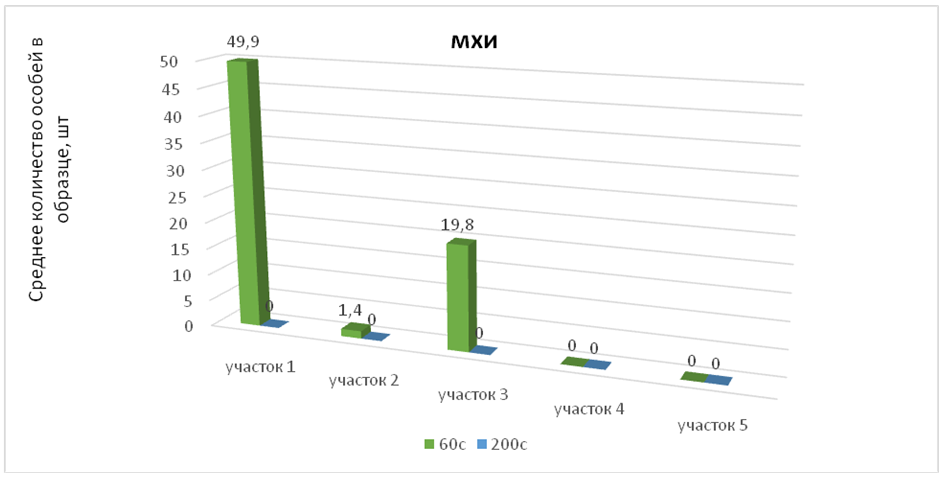 МХИ
Среднее количество особей в
образце, шт
50
45
40
35
30
25
20
15
10
5
0
49,9
0
1,4
0
19,8
0
0 0
0 0
участок 1
участок 2
участок 3
участок 4
участок 5
60с 200с